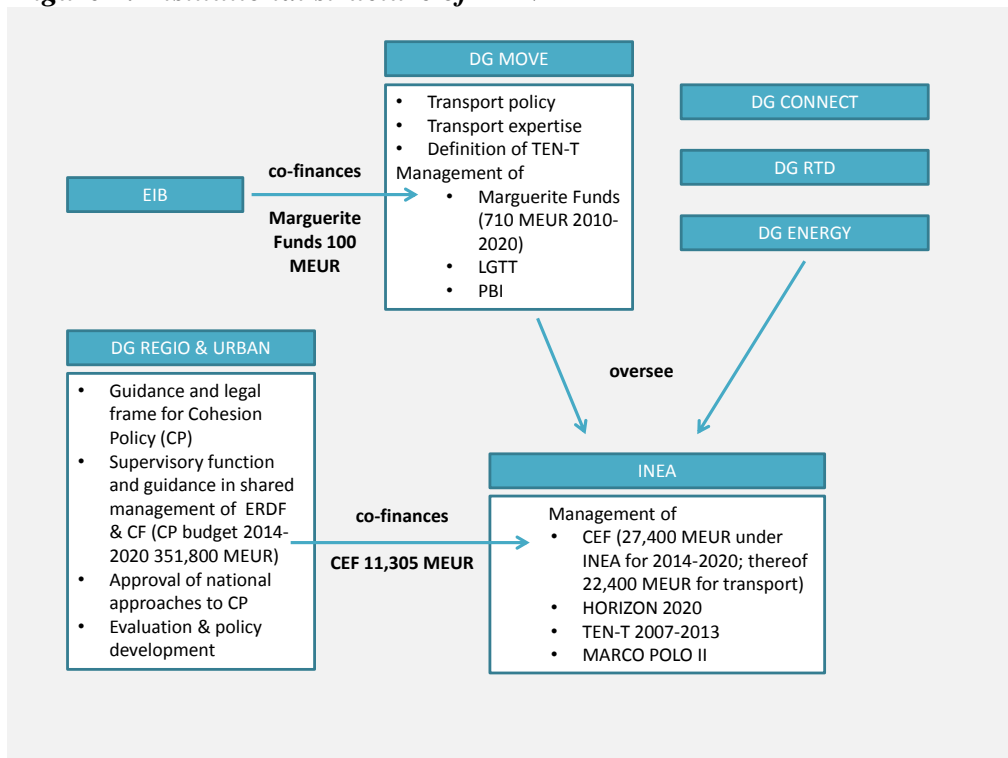 DG MOVE
• Transport policy
• Transport expertise
• Definition of TEN-T
Management of
• Marguerite Funds
(710 MEUR 2010-
2020)
• LGTT
• PBI
DG CONNECT
DG RTD
DG ENERGY
EIB
co-finances
Marguerite
Funds 100
MEUR
DG REGIO & URBAN
• Guidance and legal
frame for Cohesion
Policy (CP)
• Supervisory function
and guidance in shared
management of ERDF
& CF (CP budget 2014-
2020 351,800 MEUR)
• Approval of national
approaches to CP
• Evaluation & policy
development
oversee
co-finances
CEF 11,305 MEUR
INEA
Management of
• CEF (27,400 MEUR under
INEA for 2014-2020; thereof
22,400 MEUR for transport)
• HORIZON 2020
• TEN-T 2007-2013
• MARCO POLO II